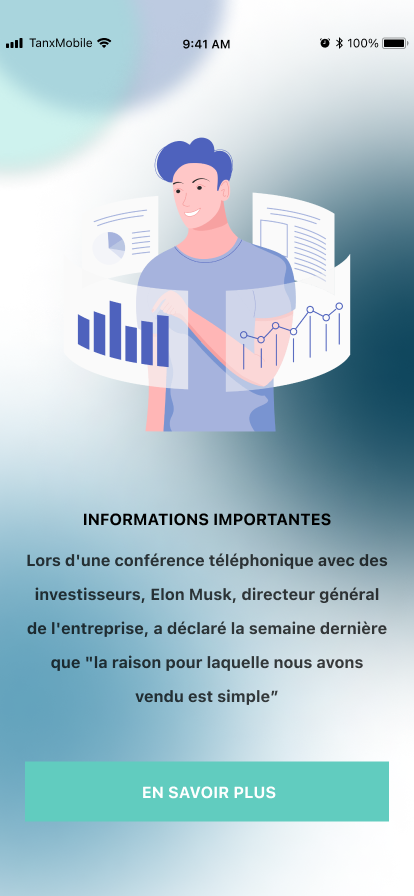 TanxMobile 9:41 AM 100%
INFORMATIONS IMPORTANTES
Lors d'une conférence téléphonique avec des
investisseurs, Elon Musk, directeur général
de l'entreprise, a déclaré la semaine dernière
que "la raison pour laquelle nous avons
vendu est simple”
EN SAVOIR PLUS